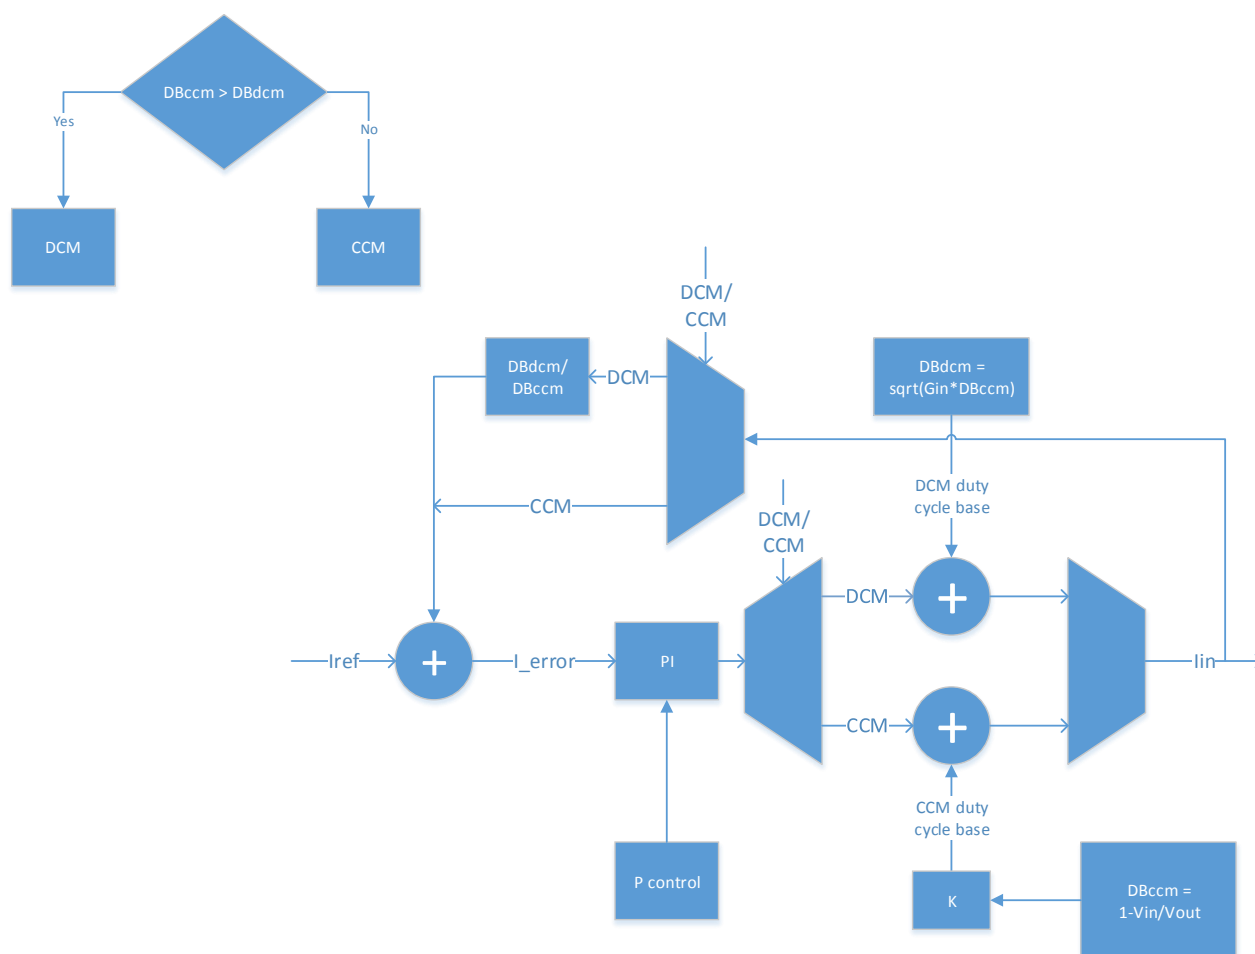 DBccm > DBdcm
Yes
No
DCM
CCM
DCM/
CCM
DBdcm/
DBccm
DCM
DBdcm =
sqrt(Gin*DBccm)
CCM
DCM duty
cycle base
DCM/
CCM
DCM
+
Iref
+
I_error
PI
Iin
CCM
+
CCM duty
cycle base
P control
K
DBccm =
1-Vin/Vout